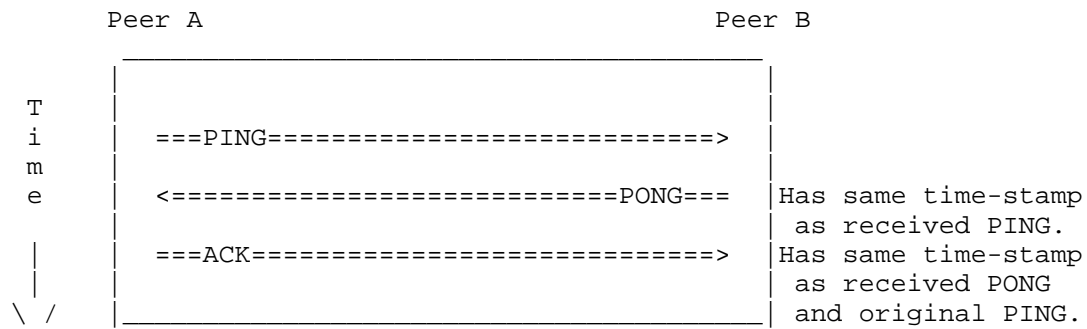 Peer A Peer B
T
i ===PING============================>
m
e <============================PONG=== Has same time-stamp
as received PING.
===ACK=============================> Has same time-stamp
as received PONG
and original PING.